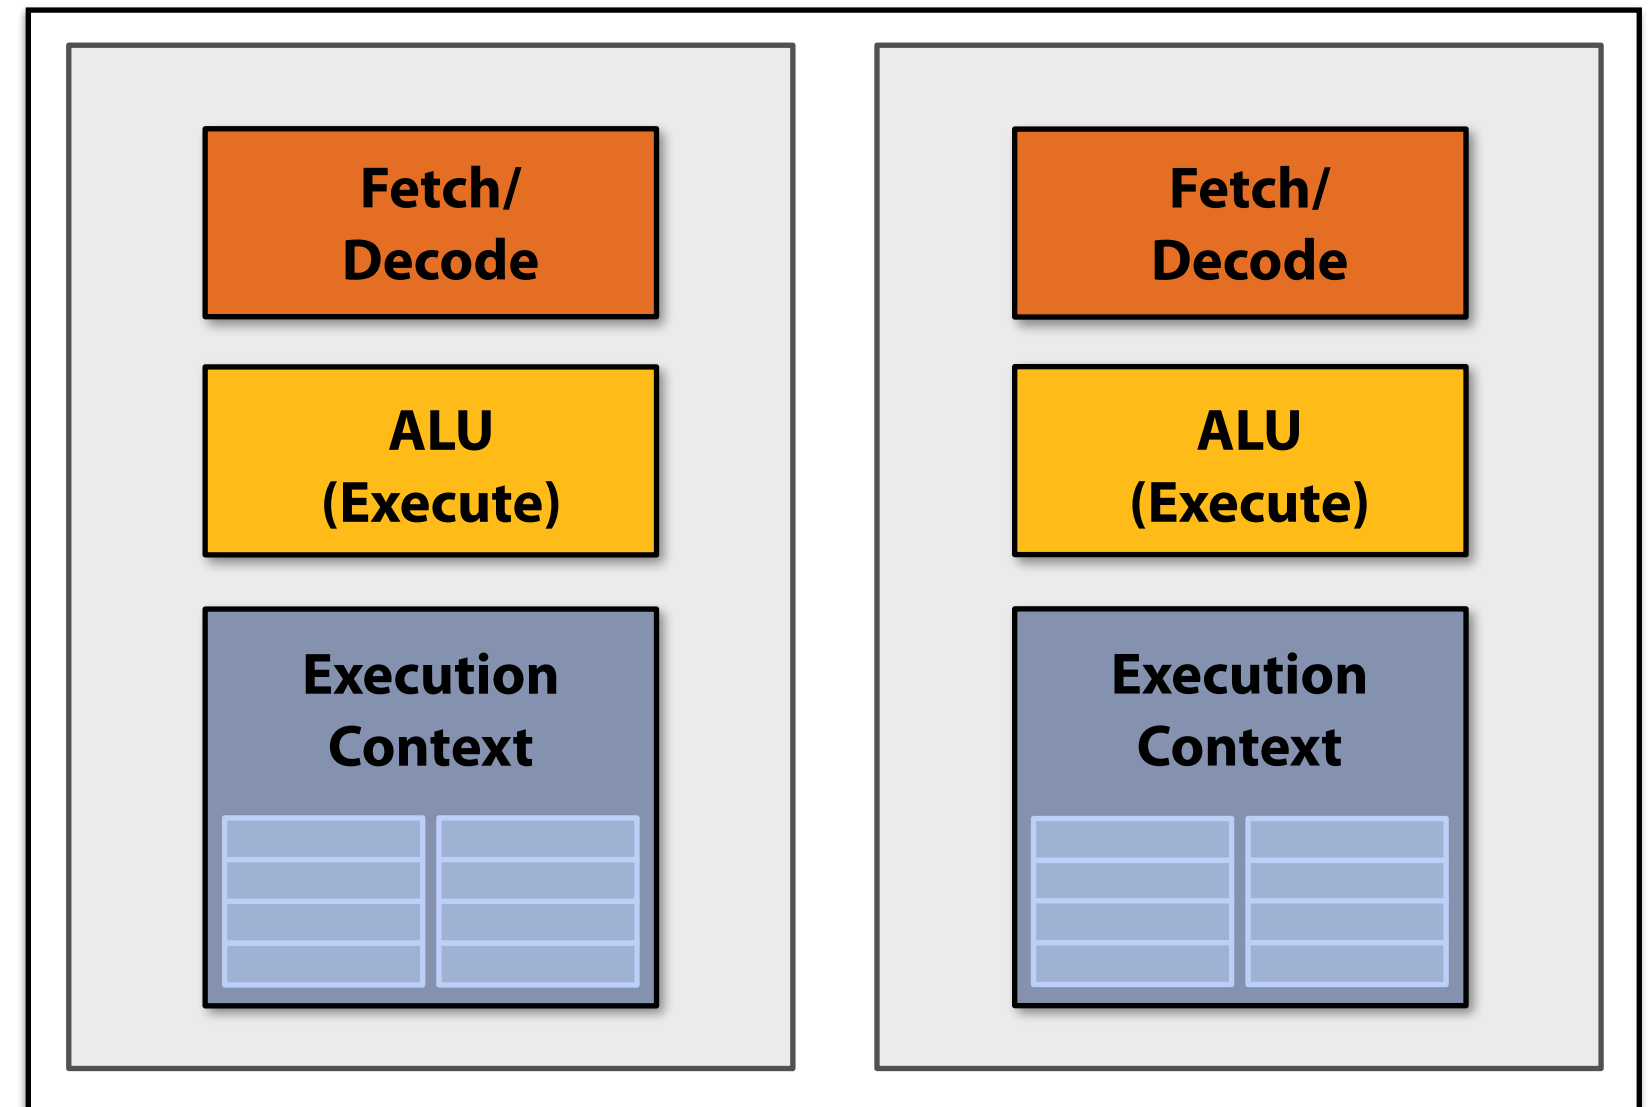 Fetch/
Decode
ALU
(Execute)
Execution
Context
Fetch/
Decode
ALU
(Execute)
Execution
Context